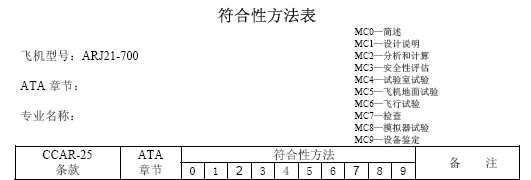 符合性方法表
飞机型号：ARJ21-700
ATA 章节：
专业名称：
MC0—简述
MC1—设计说明
MC2—分析和计算
MC3—安全性评估
MC4—试验室试验
MC5—飞机地面试验
MC6—飞行试验
MC7—检查
MC8—模拟器试验
MC9—设备鉴定
CCAR-25 条款
ATA 章节
符合性方法
0 1 2 3 4 5 6 7 8 9
备 注